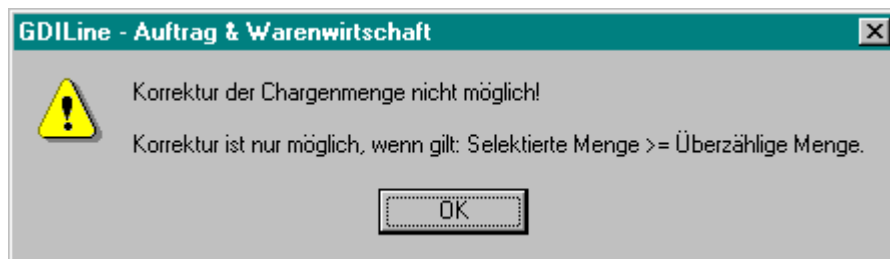 GDILine - Auftrag & Warenwirtschaft
Korrektur der Chargenmenge nicht möglich!
Korrektur ist nur möglich, wenn gilt: Selektierte Menge >= Überzählige Menge.
OK